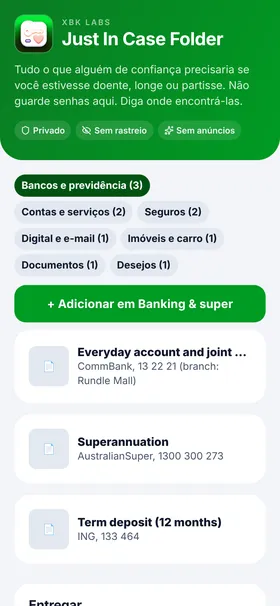 XBK LABS
Just In Case Folder
Tudo o que alguém de confiança precisaria se
você estivesse doente, longe ou partisse. Não
guarde senhas aqui. Diga onde encontrá-las.
Privado
Sem rastreio
Sem anúncios
Bancos e previdência (3)
Contas e serviços (2)
Seguros (2)
Digital e e-mail (1)
Imóveis e carro (1)
Documentos (1)
Desejos (1)
+ Adicionar em Banking & super
Everyday account and joint ...
CommBank, 13 22 21 (branch:
Rundle Mall)
Superannuation
AustralianSuper, 1300 300 273
Term deposit (12 months)
ING, 133 464
Entregar